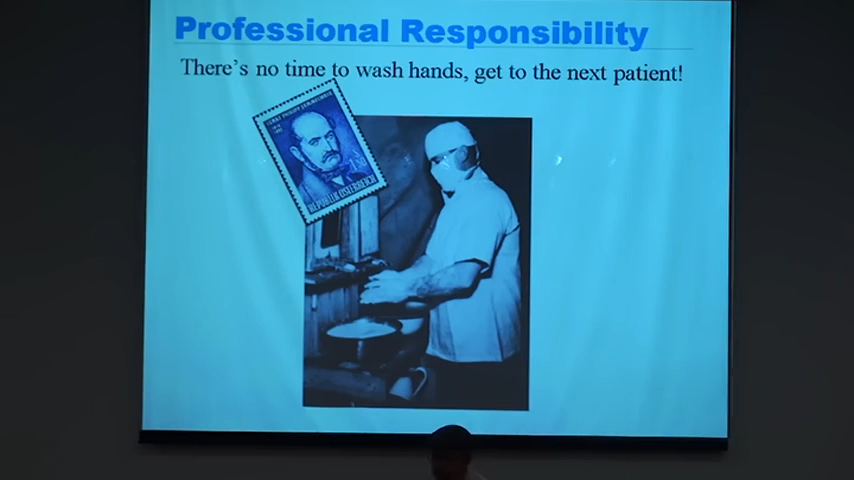 Professional Responsibility
There's no time to wash hands, get to the next patient!
REPUBLIK ÖSTERREICH